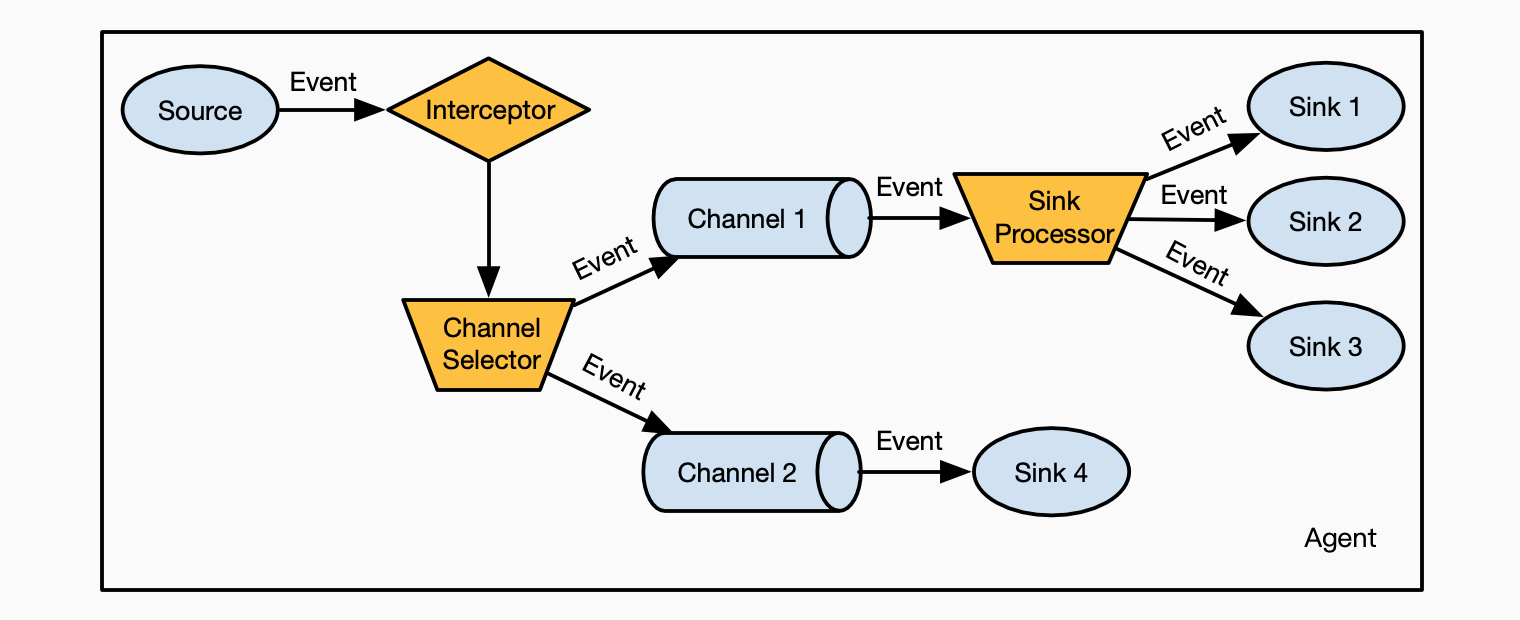 Source
Event
Interceptor
Channel
Selector
Event
Event
Channel 1
Channel 2
Event
Event
Sink
Processor
Sink 4
Event
Event
Event
Sink 1
Sink 2
Sink 3
Agent